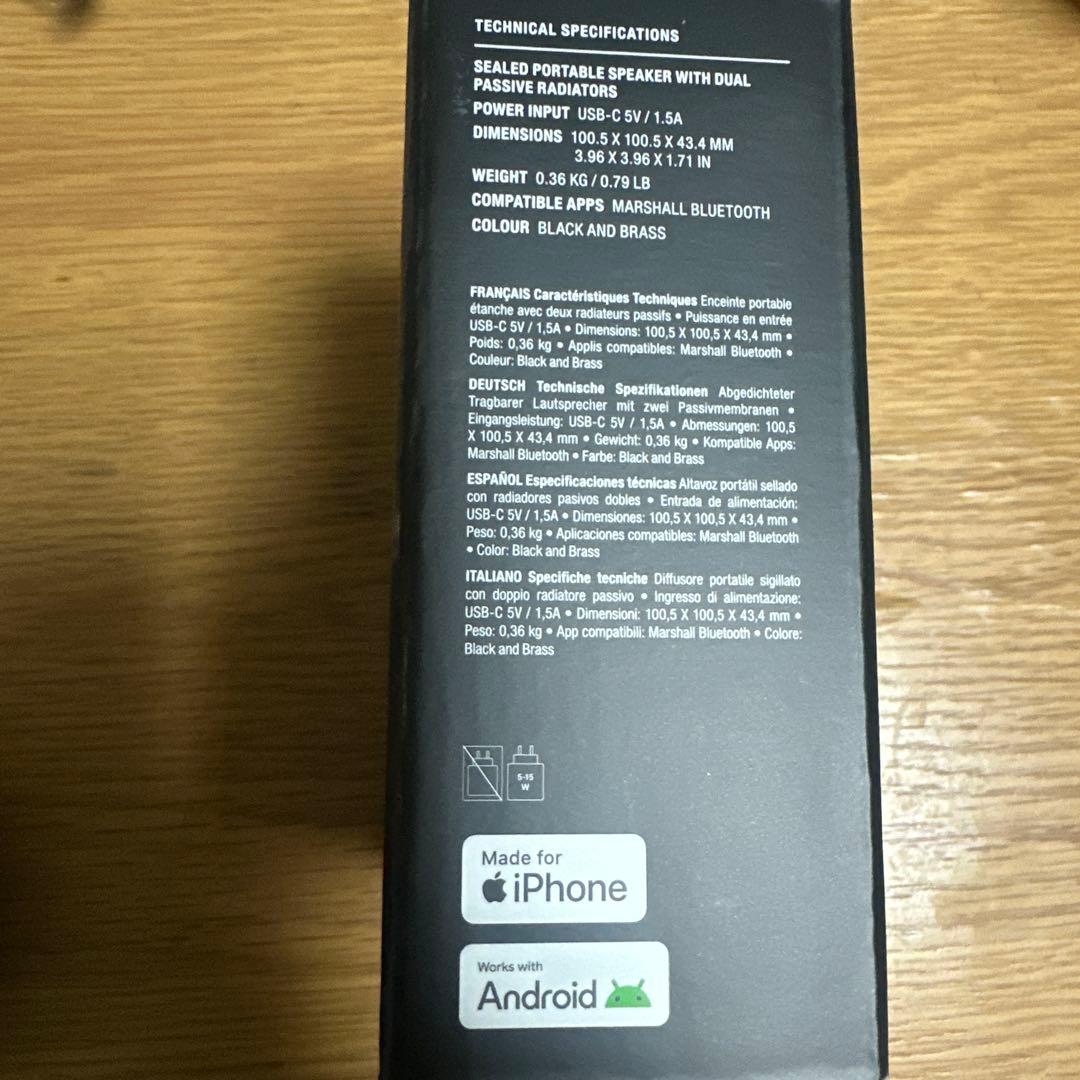 TECHNICAL SPECIFICATIONS
SEALED PORTABLE SPEAKER WITH DUAL
PASSIVE RADIATORS
POWER INPUT USB-C 5V / 1.5A
DIMENSIONS 100.5 X 100.5 X 43.4 MM
3.96 X 3.96 X 1.71 IN
WEIGHT 0.36 KG / 0.79 LB
COMPATIBLE APPS MARSHALL BLUETOOTH
COLOUR BLACK AND BRASS
FRANÇAIS Caractéristiques Techniques Enceinte portable
étanche avec deux radiateurs passifs • Puissance en entrée
USB-C 5V / 1,5A • Dimensions: 100,5 X 100,5 X 43,4 mm •
Poids: 0,36 kg • Applis compatibles: Marshall Bluetooth •
Couleur: Black and Brass
DEUTSCH Technische Spezifikationen Abgedichteter
Tragbarer Lautsprecher mit zwei Passivmembranen •
Eingangsleistung: USB-C 5V / 1,5A • Abmessungen: 100,5
X 100,5 X 43,4 mm • Gewicht: 0,36 kg • Kompatible Apps:
Marshall Bluetooth • Farbe: Black and Brass
ESPAÑOL Especificaciones técnicas Altavoz portátil sellado
con radiadores pasivos dobles • Entrada de alimentación:
USB-C 5V / 1,5A • Dimensiones: 100,5 X 100,5 X 43,4 mm •
Peso: 0,36 kg • Aplicaciones compatibles: Marshall Bluetooth
• Color: Black and Brass
ITALIANO Specifiche tecniche Diffusore portatile sigillato
con doppio radiatore passivo • Ingresso di alimentazione:
USB-C 5V / 1,5A • Dimensioni: 100,5 X 100,5 X 43,4 mm •
Peso: 0,36 kg • App compatibili: Marshall Bluetooth • Colore:
Black and Brass
5-15
W
Made for
iPhone
Works with
Android